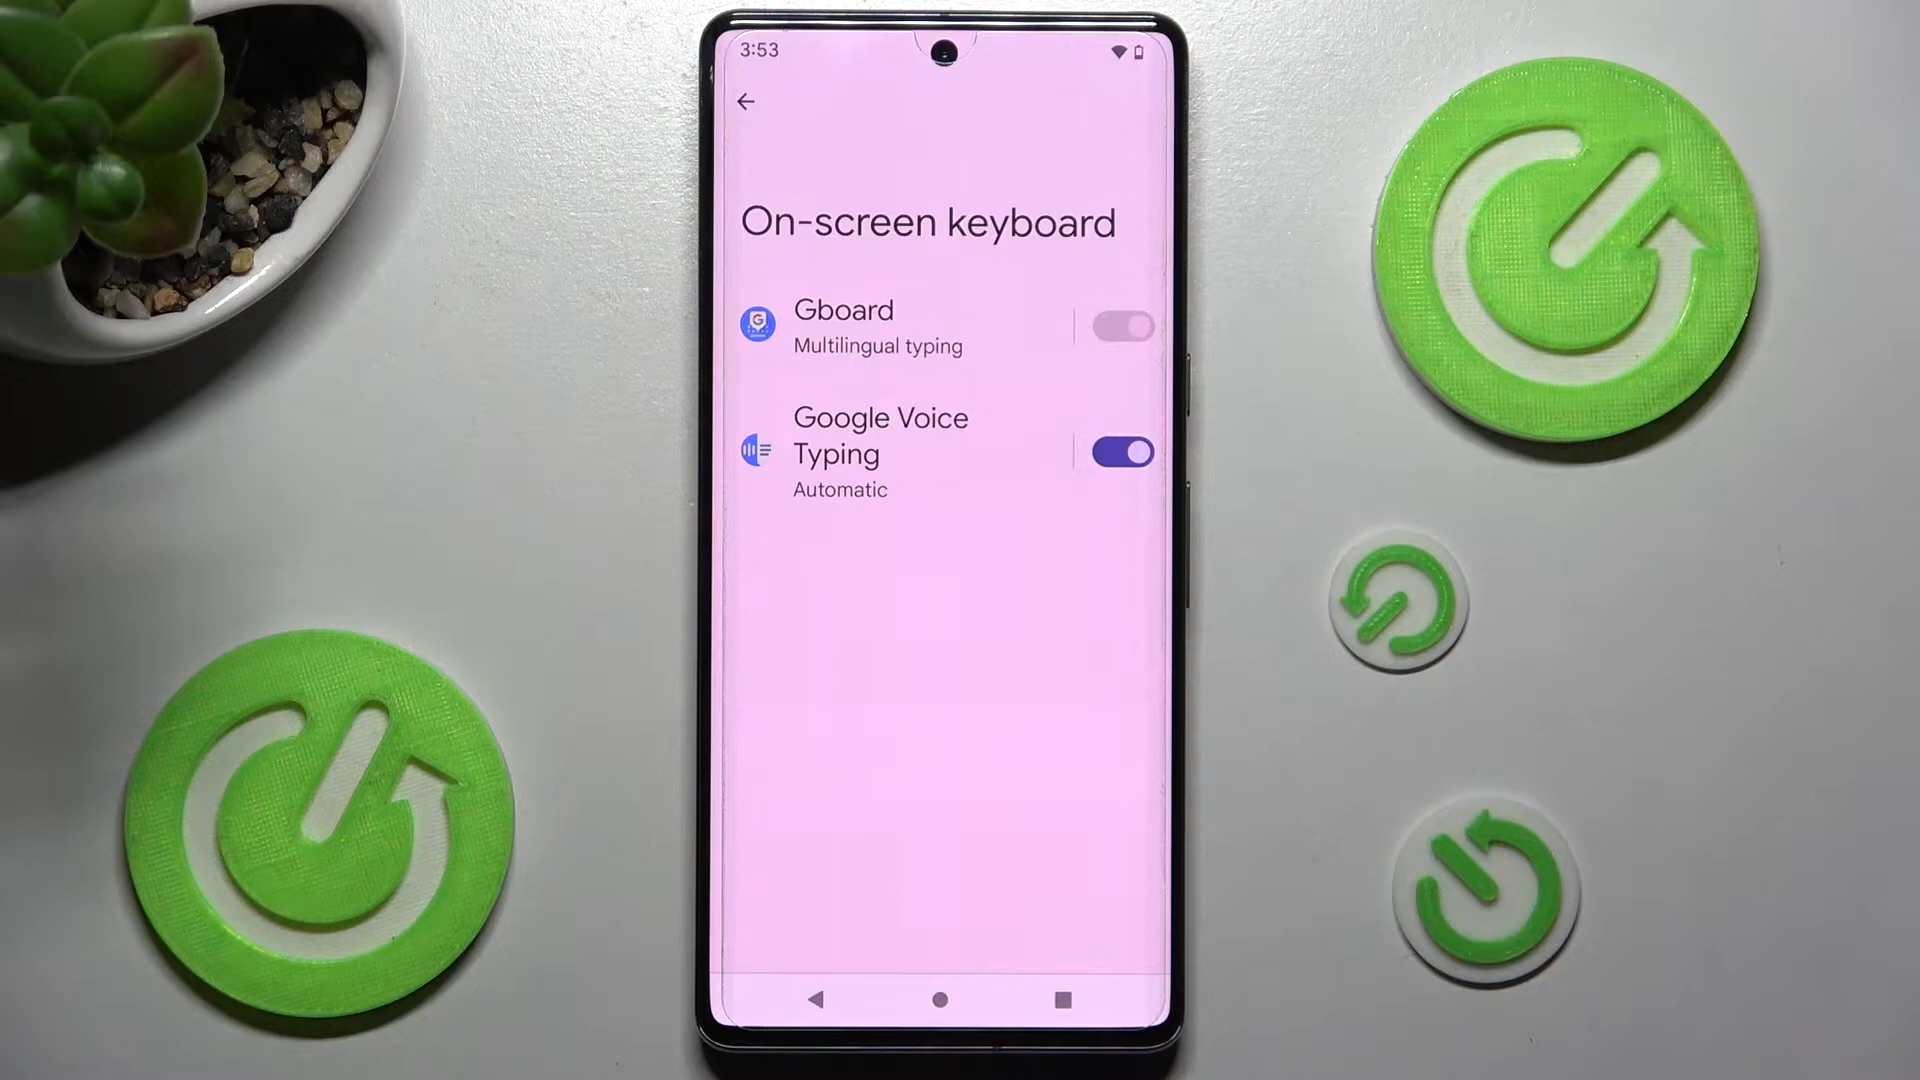 3:53
On-screen keyboard
Gboard
Multilingual typing
Google Voice
Typing
Automatic